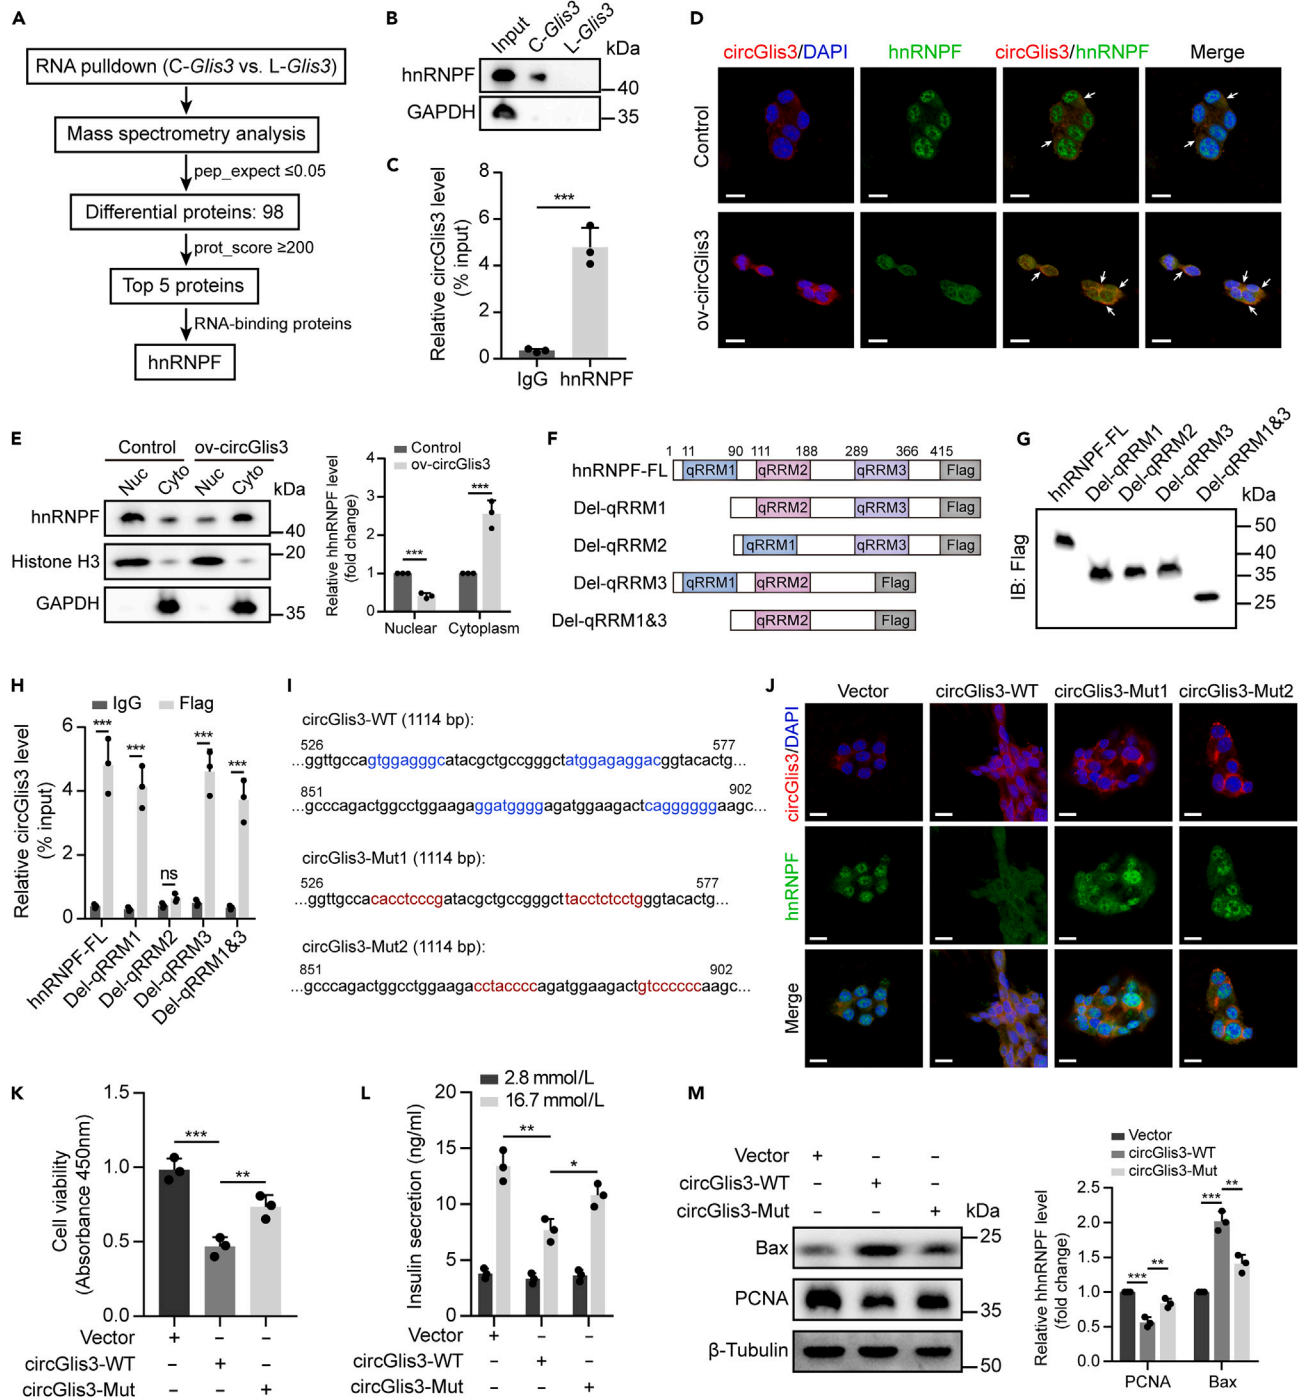 A
RNA pulldown (C-Glis3 vs. L-Glis3)
Mass spectrometry analysis
pep_expect ≤0.05
Differential proteins: 98
prot_score ≥200
Top 5 proteins
RNA-binding proteins
hnRNPF
B
Input C-Glis3 L-Glis3 kDa
hnRNPF
40
GAPDH
35
C
Relative circGlis3 level
(% input)
8
6
4
2
0
***
IgG hnRNPF
D
circGlis3/DAPI hnRNPF circGlis3/hnRNPF Merge
Control
ov-circGlis3
E
Control ov-circGlis3
Nuc Cyto Nuc Cyto kDa
hnRNPF
40
Histone H3
20
GAPDH
35
Control
ov-circGlis3
Relative hhnRNPF level
(fold change)
4
3
2
1
0
***
***
Nuclear Cytoplasm
F
1 11 90 111 188 289 366 415
hnRNPF-FL qRRM1 qRRM2 qRRM3 Flag
Del-qRRM1 qRRM2 qRRM3 Flag
Del-qRRM2 qRRM1 qRRM3 Flag
Del-qRRM3 qRRM1 qRRM2 Flag
Del-qRRM1&3 qRRM2 Flag
G
hnRNPF-FL Del-qRRM1 Del-qRRM2 Del-qRRM3 Del-qRRM1&3
kDa
IB: Flag
50
40
35
25
H
IgG Flag
Relative circGlis3 level
(% input)
6
4
2
0
*** *** ns *** ***
hnRNPF-FL Del-qRRM1 Del-qRRM2 Del-qRRM3 Del-qRRM1&3
I
circGlis3-WT (1114 bp):
526 577
...ggttgccagtggagggcatacgctgccgggctatggagaggacggtacactg...
851 902
...gcccagactggcctggaagaggatggggagatggaagactcaggggggaagc...
circGlis3-Mut1 (1114 bp):
526 577
...ggttgccacacctcccgatacgctgccgggcttacctctcctgggtacactg...
circGlis3-Mut2 (1114 bp):
851 902
...gcccagactggcctggaagacctaccccagatggaagactgtccccccaagc...
J
Vector circGlis3-WT circGlis3-Mut1 circGlis3-Mut2
circGlis3/DAPI
hnRNPF
Merge
K
Cell viability
(Absorbance 450nm)
1.5
1.0
0.5
0.0
***
**
Vector + − −
circGlis3-WT − + −
circGlis3-Mut − − +
L
2.8 mmol/L
16.7 mmol/L
Insulin secretion (ng/ml)
20
15
10
5
0
**
*
Vector + − −
circGlis3-WT − + −
circGlis3-Mut − − +
M
Vector + − −
circGlis3-WT − + −
circGlis3-Mut − − + kDa
Bax
25
PCNA
35
β-Tubulin
50
Vector
circGlis3-WT
circGlis3-Mut
Relative hhnRNPF level
(fold change)
2.5
2.0
1.5
1.0
0.5
0.0
*** **
*** **
PCNA Bax